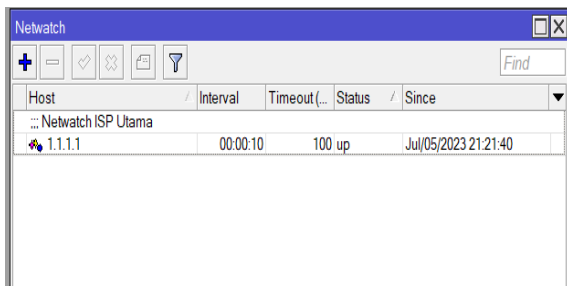 Netwatch
Find
Host Interval Timeout (... Status Since
;;; Netwatch ISP Utama
1.1.1.1 00:00:10 100 up Jul/05/2023 21:21:40